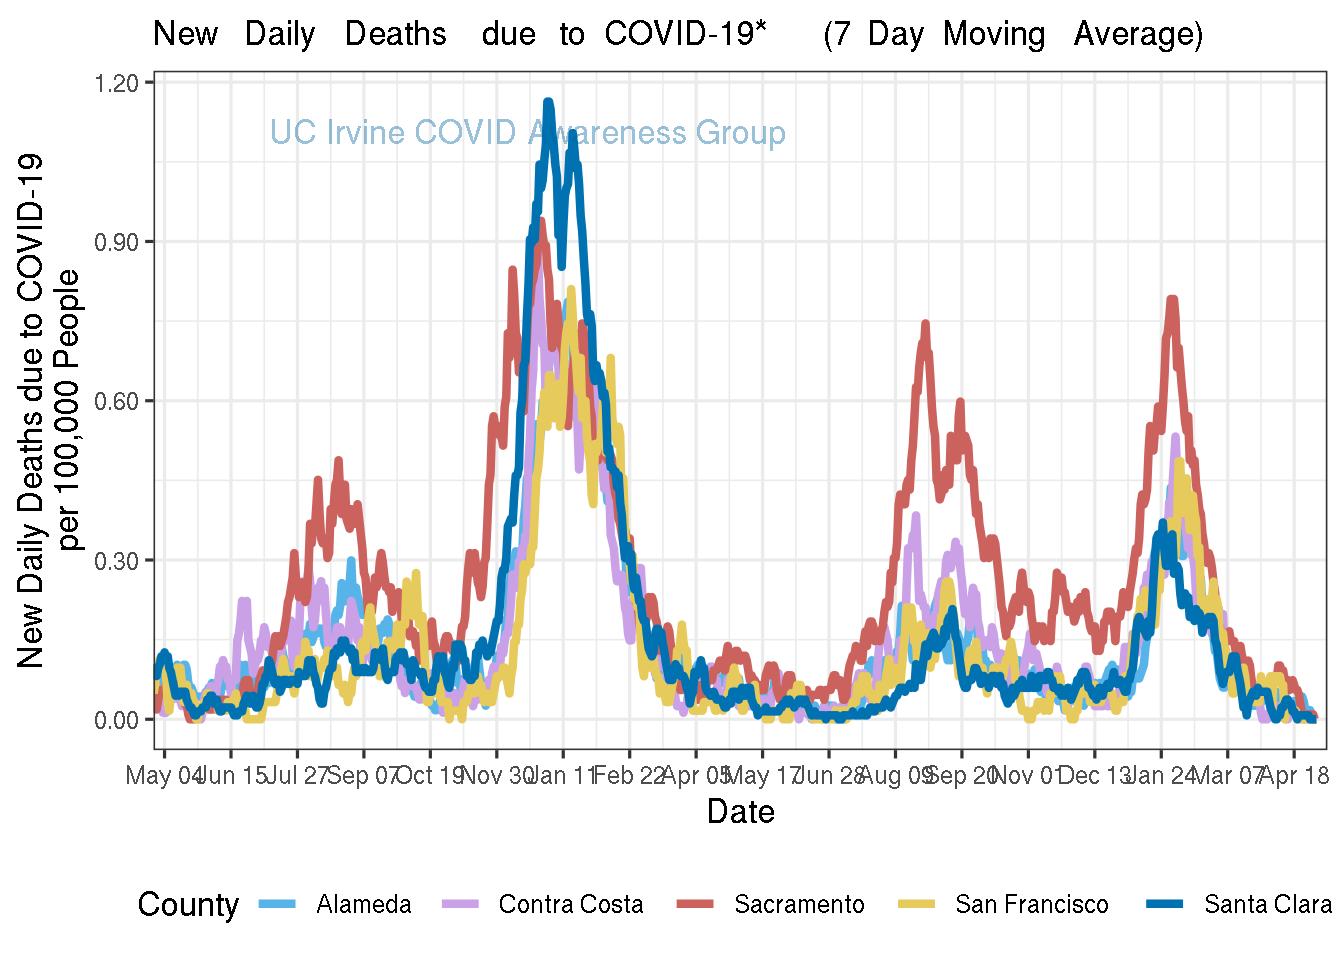 New Daily Deaths due to COVID-19* (7 Day Moving Average)
UC Irvine COVID Awareness Group
New Daily Deaths due to COVID-19
per 100,000 People
1.20
0.90
0.60
0.30
0.00
May 04 Jun 15 Jul 27 Sep 07 Oct 19 Nov 30 Jan 11 Feb 22 Apr 05 May 17 Jun 28 Aug 09 Sep 20 Nov 01 Dec 13 Jan 24 Mar 07 Apr 18
Date
County Alameda Contra Costa Sacramento San Francisco Santa Clara